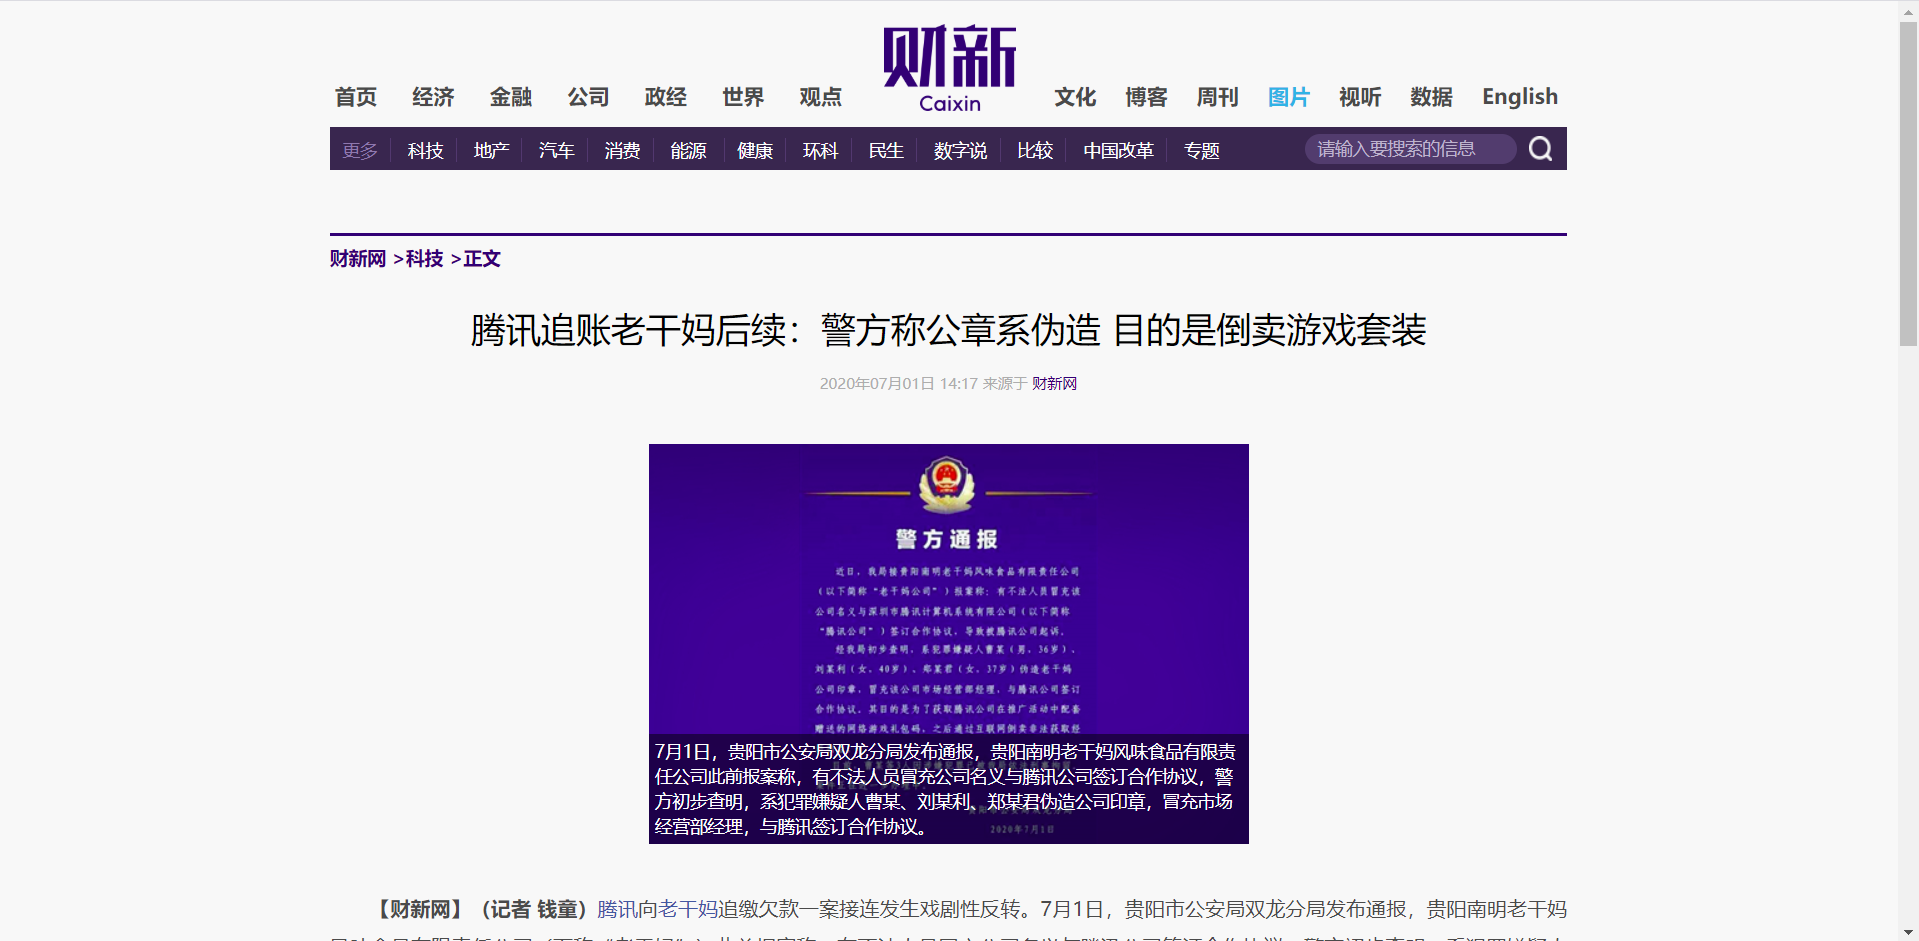 首页 经济 金融 公司 政经 世界 观点 财新 Caixin 文化 博客 周刊 图片 视听 数据 English
更多 科技 地产 汽车 消费 能源 健康 环科 民生 数字说 比较 中国改革 专题 请输入要搜索的信息
财新网 >科技 >正文
腾讯追账老干妈后续：警方称公章系伪造 目的是倒卖游戏套装
2020年07月01日 14:17 来源于 财新网
警方通报
近日，我局接贵阳南明老干妈风味食品有限责任公司
（以下简称“老干妈公司”）报案称：有不法人员冒充该
公司名义与深圳市腾讯计算机系统有限公司（以下简称
“腾讯公司”）签订合作协议，导致被腾讯公司起诉。
经我局初步查明，系犯罪嫌疑人曹某（男，36岁）、
刘某利（女，40岁）、郑某君（女，37岁）伪造老干妈
公司印章，冒充该公司市场经营部经理，与腾讯公司签订
合作协议。其目的是为了获取腾讯公司在推广活动中配套
赠送的网络游戏礼包码，之后通过互联网倒卖非法获取经
7月1日，贵阳市公安局双龙分局发布通报，贵阳南明老干妈风味食品有限责
任公司此前报案称，有不法人员冒充公司名义与腾讯公司签订合作协议，警
方初步查明，系犯罪嫌疑人曹某、刘某利、郑某君伪造公司印章，冒充市场
经营部经理，与腾讯签订合作协议。
2020年7月1日
【财新网】（记者 钱童）腾讯向老干妈追缴欠款一案接连发生戏剧性反转。7月1日，贵阳市公安局双龙分局发布通报，贵阳南明老干妈